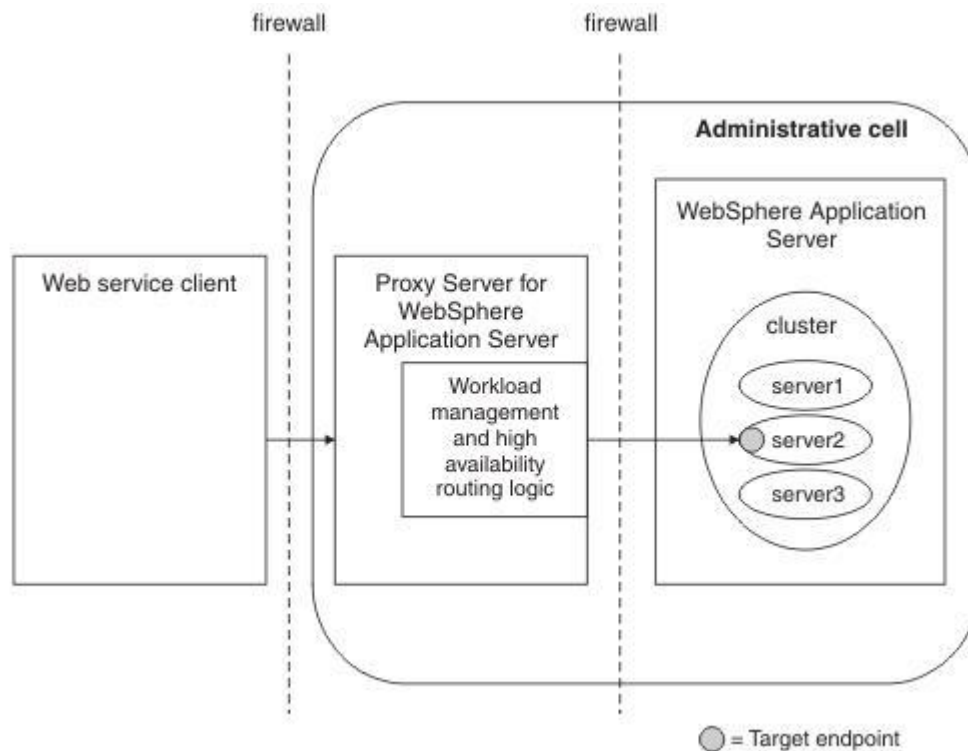 firewall
firewall
Administrative cell
WebSphere Application
Server
Web service client
Proxy Server for
WebSphere
Application Server
cluster
Workload
management
and high
availability
routing logic
server1
server2
server3
= Target endpoint